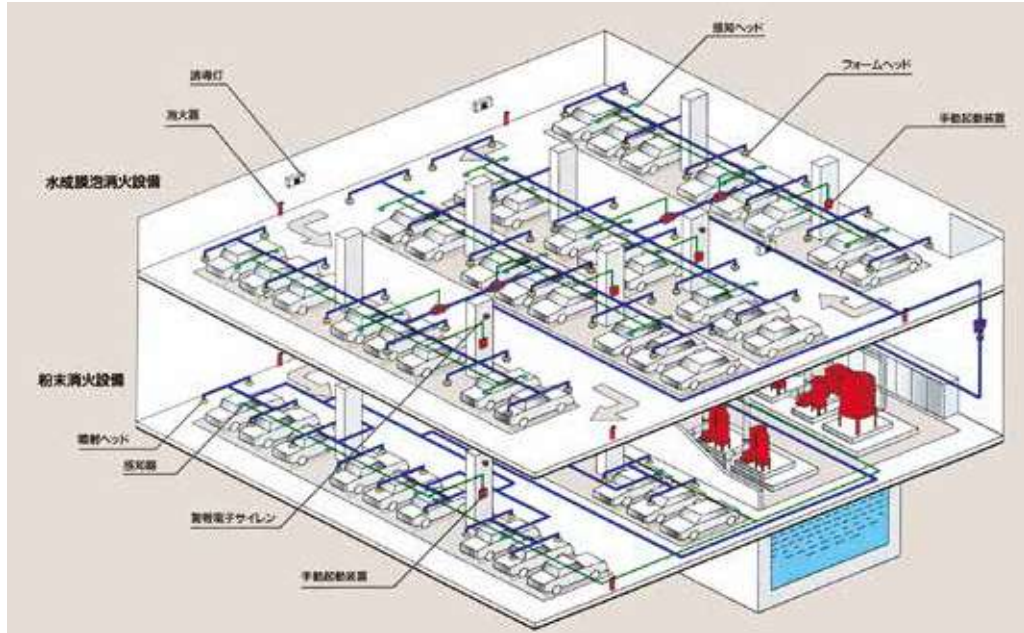 感知ヘッド
フォームヘッド
誘導灯
消火器
手動起動装置
水成膜泡消火設備
粉末消火設備
噴射ヘッド
感知器
警報電子サイレン
手動起動装置